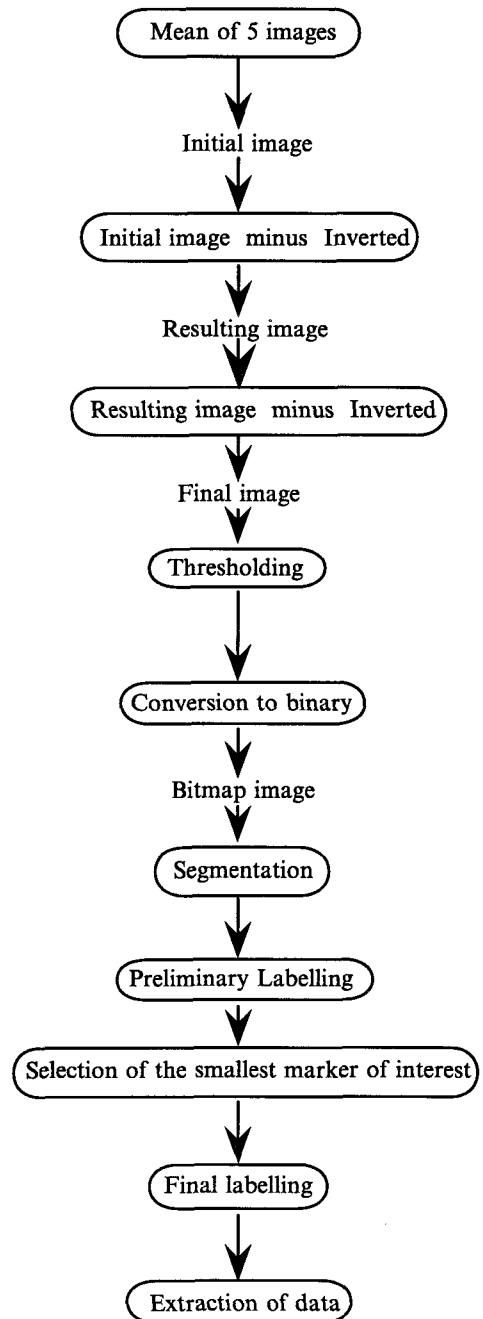 Mean of 5 images
Initial image
Initial image minus Inverted
Resulting image
Resulting image minus Inverted
Final image
Thresholding
Conversion to binary
Bitmap image
Segmentation
Preliminary Labelling
Selection of the smallest marker of interest
Final labelling
Extraction of data